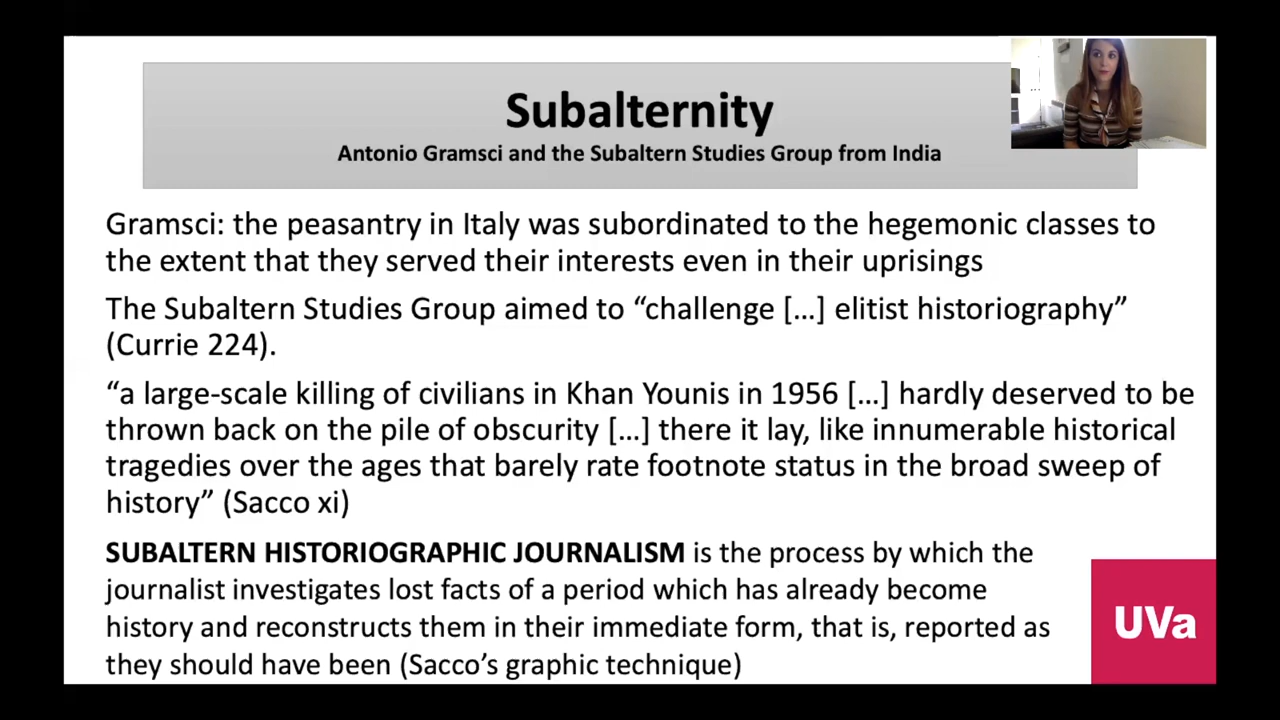 Subalternity
Antonio Gramsci and the Subaltern Studies Group from India
Gramsci: the peasantry in Italy was subordinated to the hegemonic classes to
the extent that they served their interests even in their uprisings
The Subaltern Studies Group aimed to “challenge […] elitist historiography”
(Currie 224).
“a large-scale killing of civilians in Khan Younis in 1956 […] hardly deserved to be
thrown back on the pile of obscurity […] there it lay, like innumerable historical
tragedies over the ages that barely rate footnote status in the broad sweep of
history” (Sacco xi)
SUBALTERN HISTORIOGRAPHIC JOURNALISM is the process by which the
journalist investigates lost facts of a period which has already become
history and reconstructs them in their immediate form, that is, reported as
they should have been (Sacco’s graphic technique)
UVa